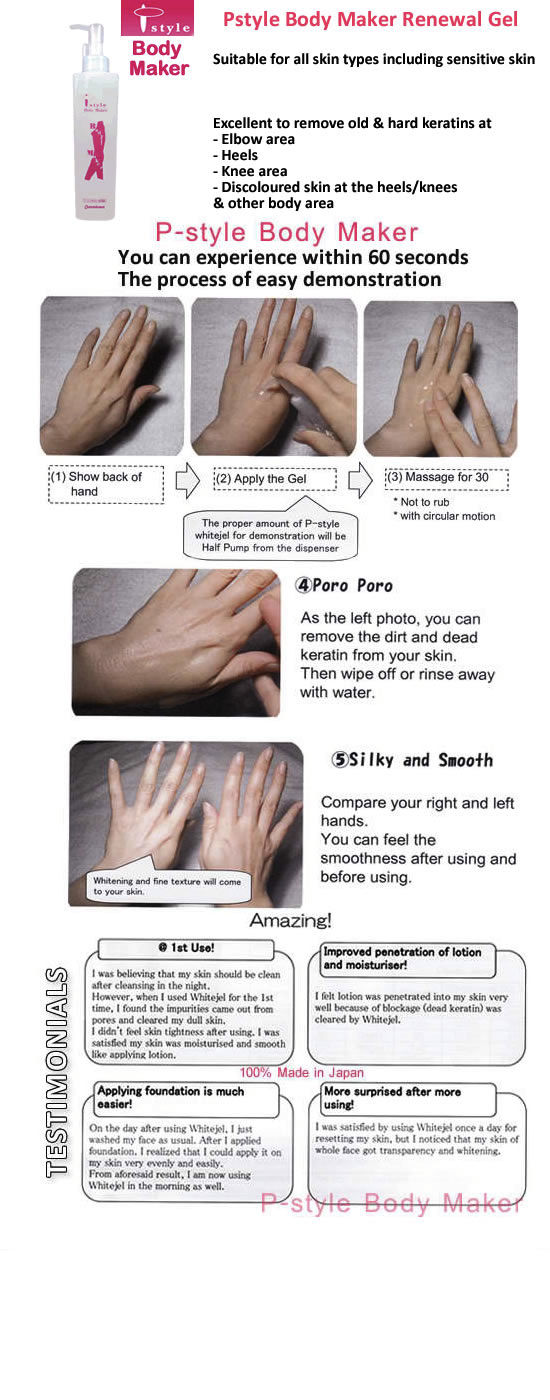 Pstyle
Body
Maker
Pstyle Body Maker Renewal Gel
Suitable for all skin types including sensitive skin
Excellent to remove old & hard keratins at
- Elbow area
- Heels
- Knee area
- Discoloured skin at the heels/knees
& other body area
P-style Body Maker
You can experience within 60 seconds
The process of easy demonstration
(1) Show back of
hand
(2) Apply the Gel
(3) Massage for 30
* Not to rub
* with circular motion
The proper amount of P-style
whitejel for demonstration will be
Half Pump from the dispenser
④Poro Poro
As the left photo, you can
remove the dirt and dead
keratin from your skin.
Then wipe off or rinse away
with water.
⑤Silky and Smooth
Compare your right and left
hands.
You can feel the
smoothness after using and
before using.
Whitening and fine texture will come
to your skin.
Amazing!
TESTIMONIALS
@ 1st Use!
I was believing that my skin should be clean
after cleansing in the night.
However, when I used Whitejel for the 1st
time, I found the impurities came out from
pores and cleared my dull skin.
I didn't feel skin tightness after using. I was
satisfied my skin was moisturised and smooth
like applying lotion.
Improved penetration of lotion
and moisturiser!
I felt lotion was penetrated into my skin very
well because of blockage (dead keratin) was
cleared by Whitejel.
100% Made in Japan
Applying foundation is much
easier!
On the day after using Whitejel, I just
washed my face as usual. After I applied
foundation, I realized that I could apply it on
my skin very evenly and easily.
From aforesaid result, I am now using
Whitejel in the morning as well.
More surprised after more
using!
I was satisfied by using Whitejel once a day for
resetting my skin, but I noticed that my skin of
whole face got transparency and whitening.
P-style Body Maker